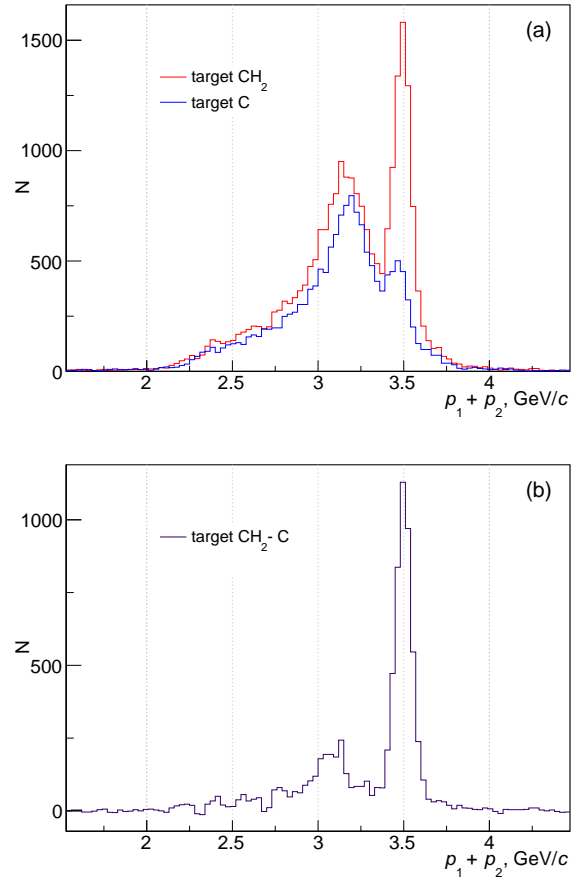 (a)
1500
target CH₂
target C
1000
N
500
0
2 2.5 3 3.5 4
p₁ + p₂, GeV/c
(b)
1000
target CH₂- C
N
500
0
2 2.5 3 3.5 4
p₁ + p₂, GeV/c